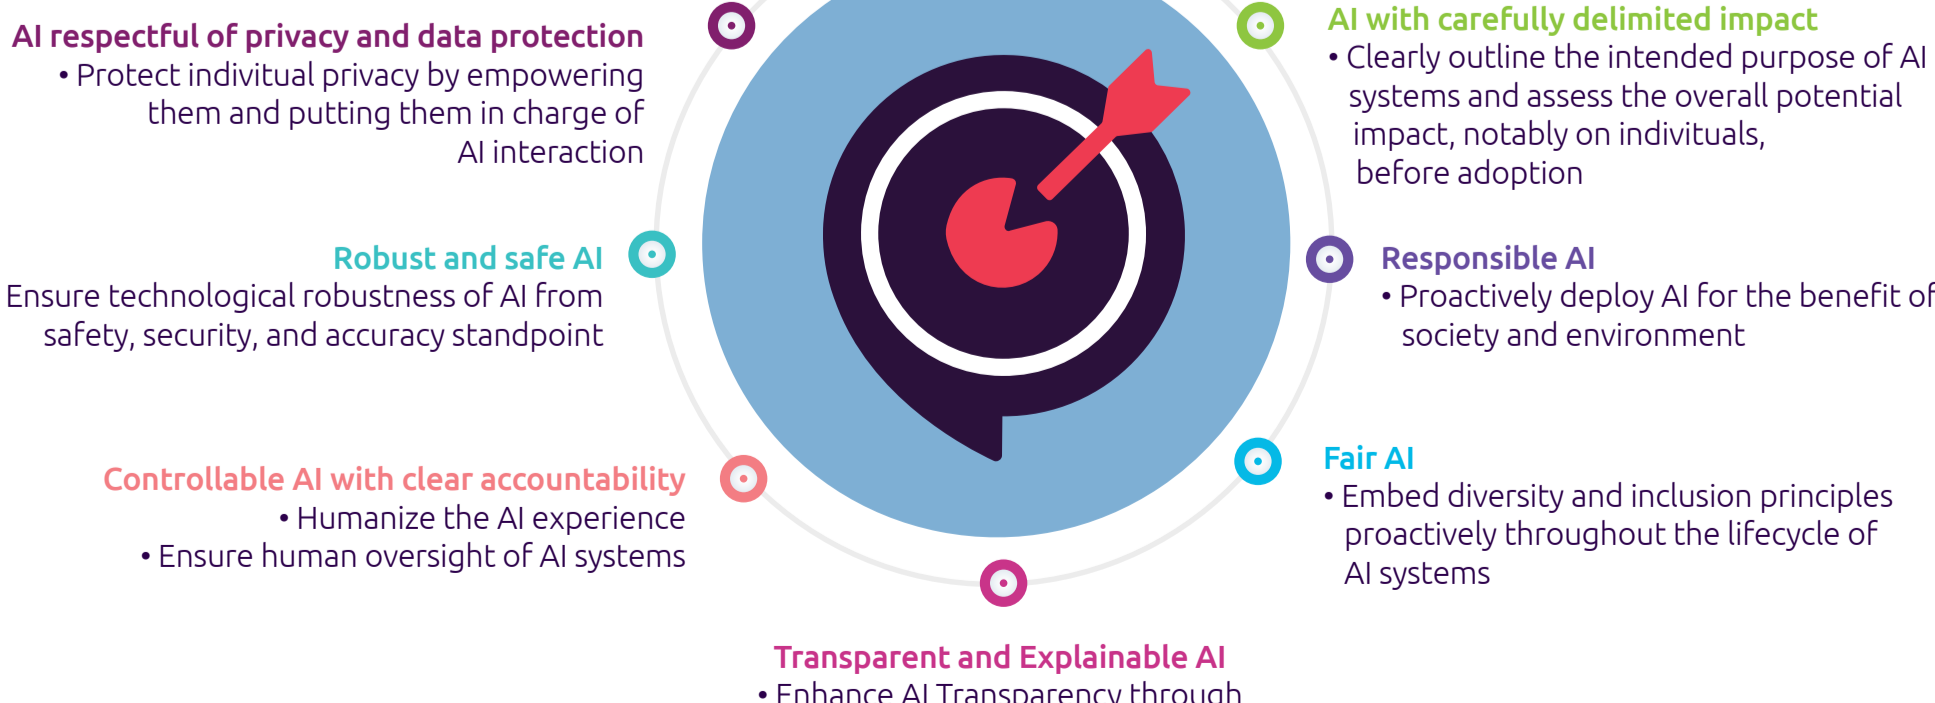 AI respectful of privacy and data protection
• Protect indivitual privacy by empowering
them and putting them in charge of
AI interaction
Robust and safe AI
Ensure technological robustness of AI from
safety, security, and accuracy standpoint
Controllable AI with clear accountability
• Humanize the AI experience
• Ensure human oversight of AI systems
AI with carefully delimited impact
• Clearly outline the intended purpose of AI
systems and assess the overall potential
impact, notably on indivituals,
before adoption
Responsible AI
• Proactively deploy AI for the benefit of
society and environment
Fair AI
• Embed diversity and inclusion principles
proactively throughout the lifecycle of
AI systems
Transparent and Explainable AI
• Enhance AI Transparency through